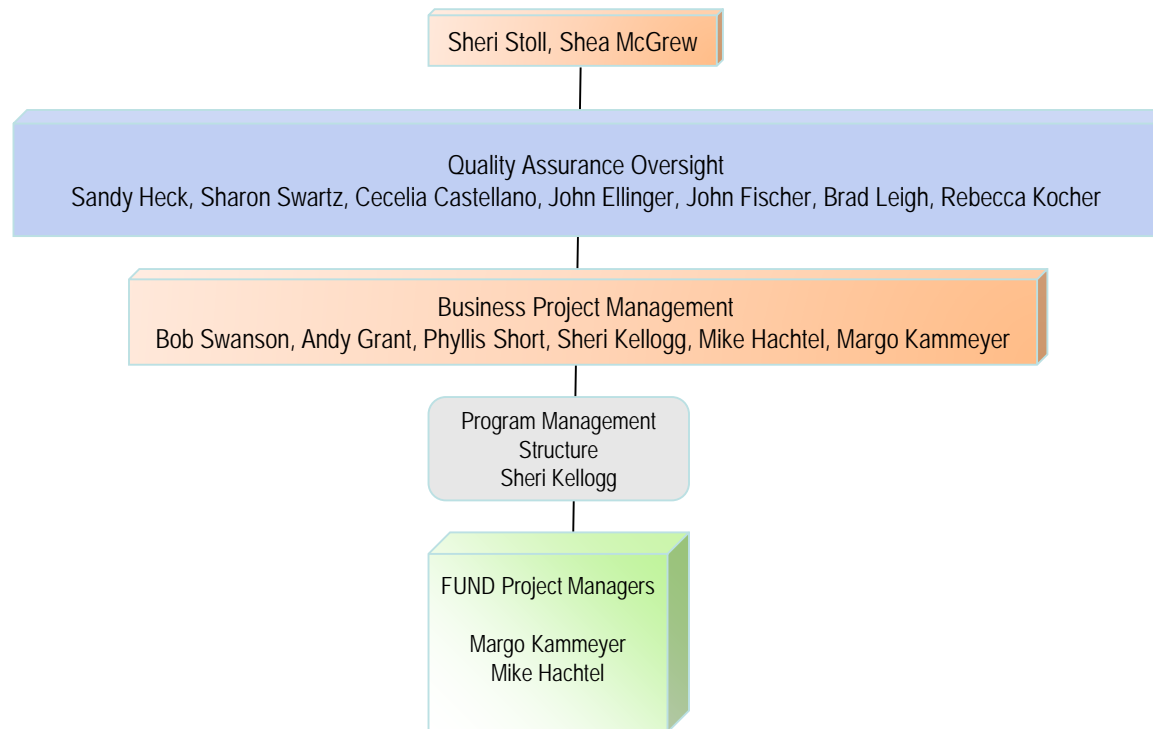 Sheri Stoll, Shea McGrew
Quality Assurance Oversight
Sandy Heck, Sharon Swartz, Cecelia Castellano, John Ellinger, John Fischer, Brad Leigh, Rebecca Kocher
Business Project Management
Bob Swanson, Andy Grant, Phyllis Short, Sheri Kellogg, Mike Hachtel, Margo Kammeyer
Program Management
Structure
Sheri Kellogg
FUND Project Managers
Margo Kammeyer
Mike Hachtel